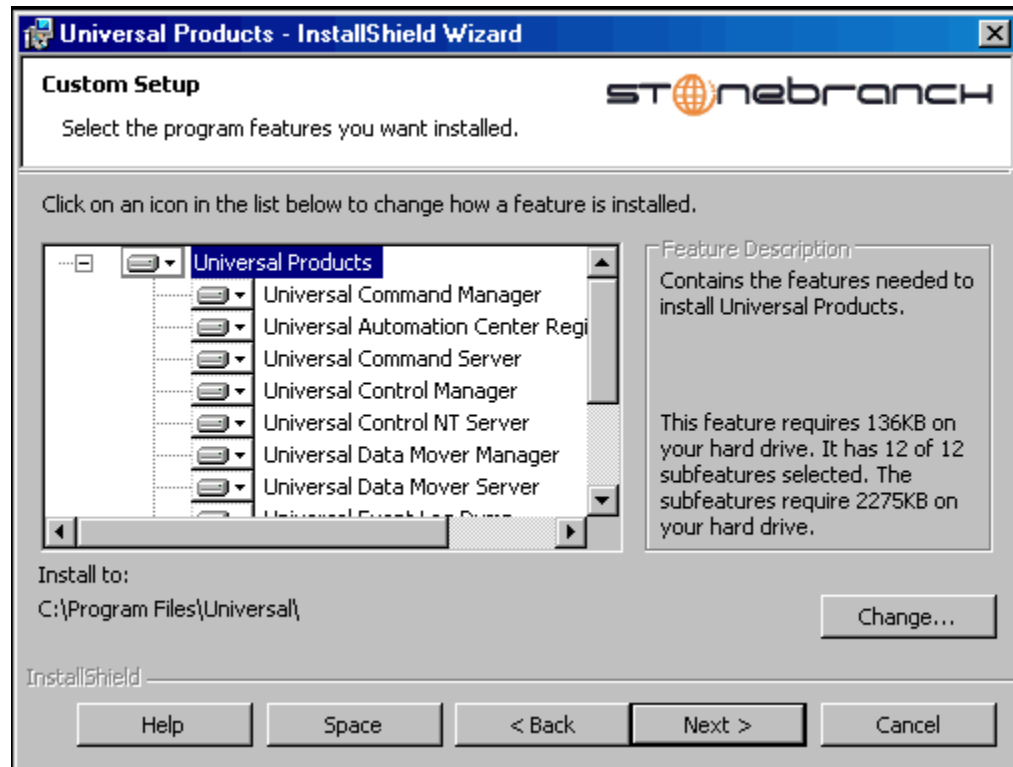 Universal Products - InstallShield Wizard
Custom Setup
STONEBRANCH
Select the program features you want installed.
Click on an icon in the list below to change how a feature is installed.
Universal Products
Universal Command Manager
Universal Automation Center Regi
Universal Command Server
Universal Control Manager
Universal Control NT Server
Universal Data Mover Manager
Universal Data Mover Server
Universal Event Log Dump
Feature Description
Contains the features needed to
install Universal Products.
This feature requires 136KB on
your hard drive. It has 12 of 12
subfeatures selected. The
subfeatures require 2275KB on
your hard drive.
Install to:
C:\Program Files\Universal\
Change...
InstallShield
Help
Space
< Back
Next >
Cancel